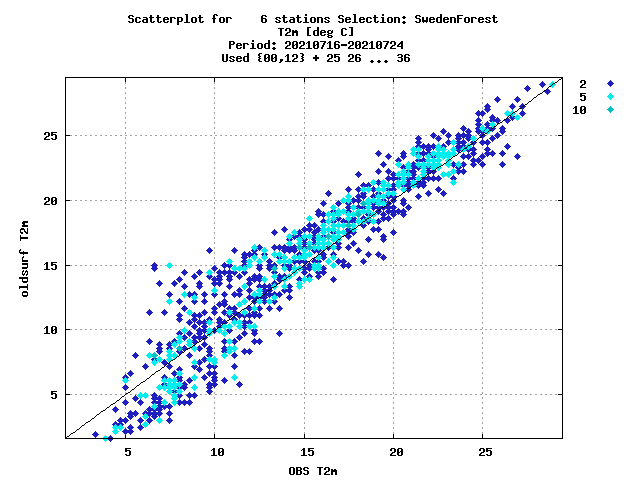 Scatterplot for 6 stations Selection: SwedenForest
T2m [deg C]
Period: 20210716-20210724
Used {00,12} + 25 26 ... 36
2
5
10
25
20
15
10
5
oldsurf T2m
5 10 15 20 25
OBS T2m